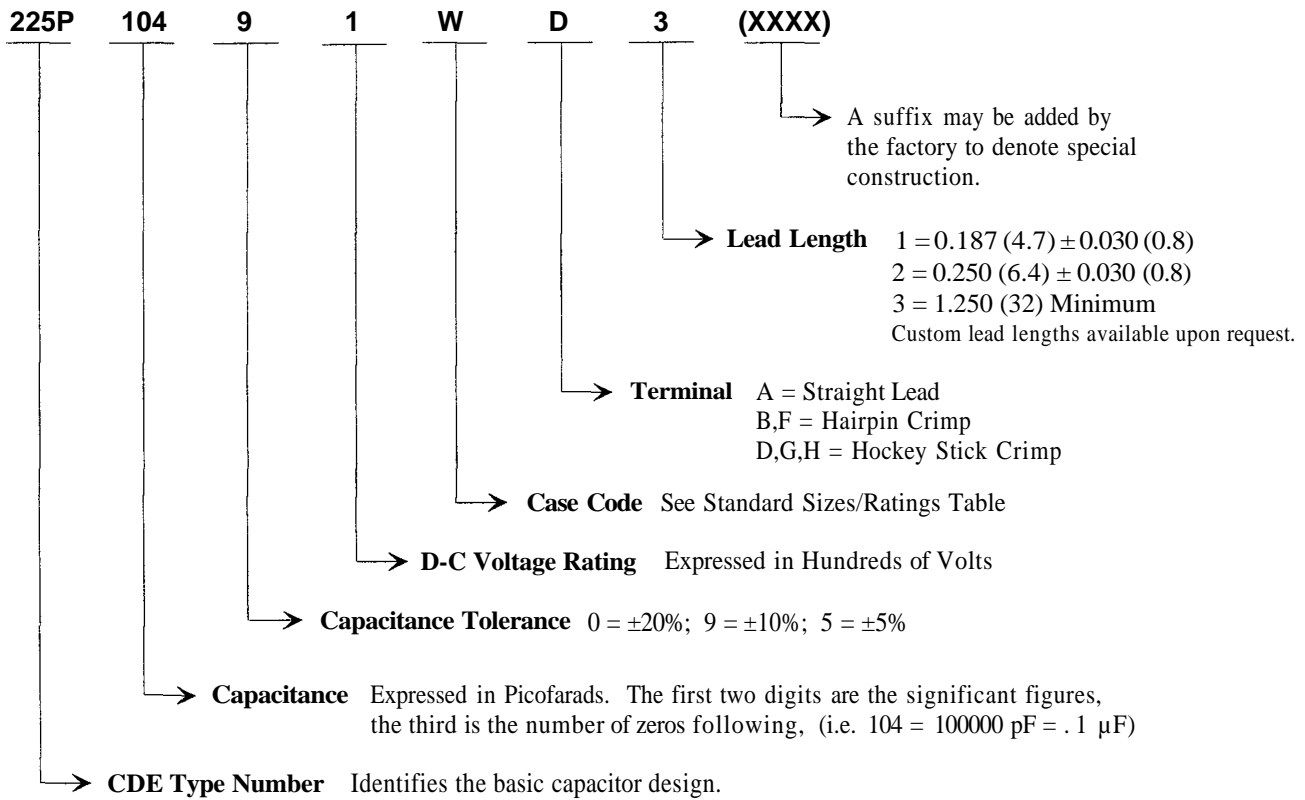 225P 104 9 1 W D 3 (XXXX)
A suffix may be added by
the factory to denote special
construction.
Lead Length 1 = 0.187 (4.7) ± 0.030 (0.8)
2 = 0.250 (6.4) ± 0.030 (0.8)
3 = 1.250 (32) Minimum
Custom lead lengths available upon request.
Terminal A = Straight Lead
B,F = Hairpin Crimp
D,G,H = Hockey Stick Crimp
Case Code See Standard Sizes/Ratings Table
D-C Voltage Rating Expressed in Hundreds of Volts
Capacitance Tolerance 0 = ±20%; 9 = ±10%; 5 = ±5%
Capacitance Expressed in Picofarads. The first two digits are the significant figures,
the third is the number of zeros following, (i.e. 104 = 100000 pF = . 1 µF)
CDE Type Number Identifies the basic capacitor design.